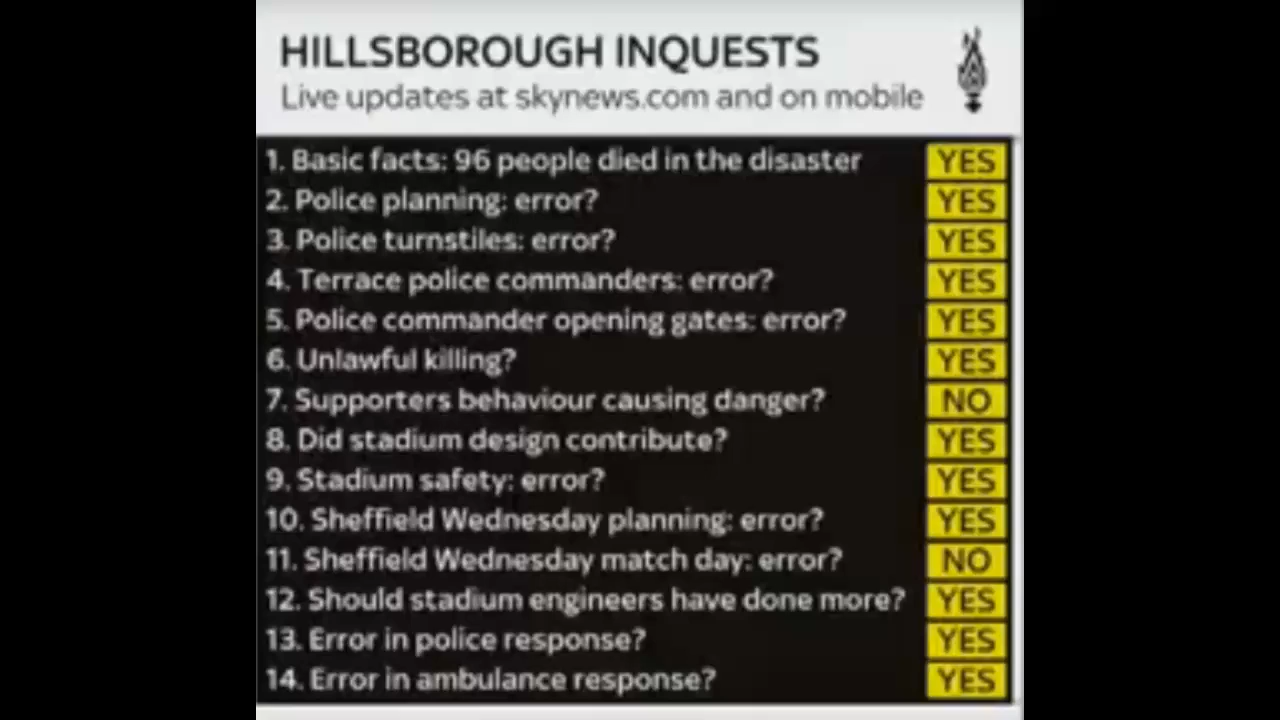 HILLSBOROUGH INQUESTS
Live updates at skynews.com and on mobile
1. Basic facts: 96 people died in the disaster YES
2. Police planning: error? YES
3. Police turnstiles: error? YES
4. Terrace police commanders: error? YES
5. Police commander opening gates: error? YES
6. Unlawful killing? YES
7. Supporters behaviour causing danger? NO
8. Did stadium design contribute? YES
9. Stadium safety: error? YES
10. Sheffield Wednesday planning: error? YES
11. Sheffield Wednesday match day: error? NO
12. Should stadium engineers have done more? YES
13. Error in police response? YES
14. Error in ambulance response? YES